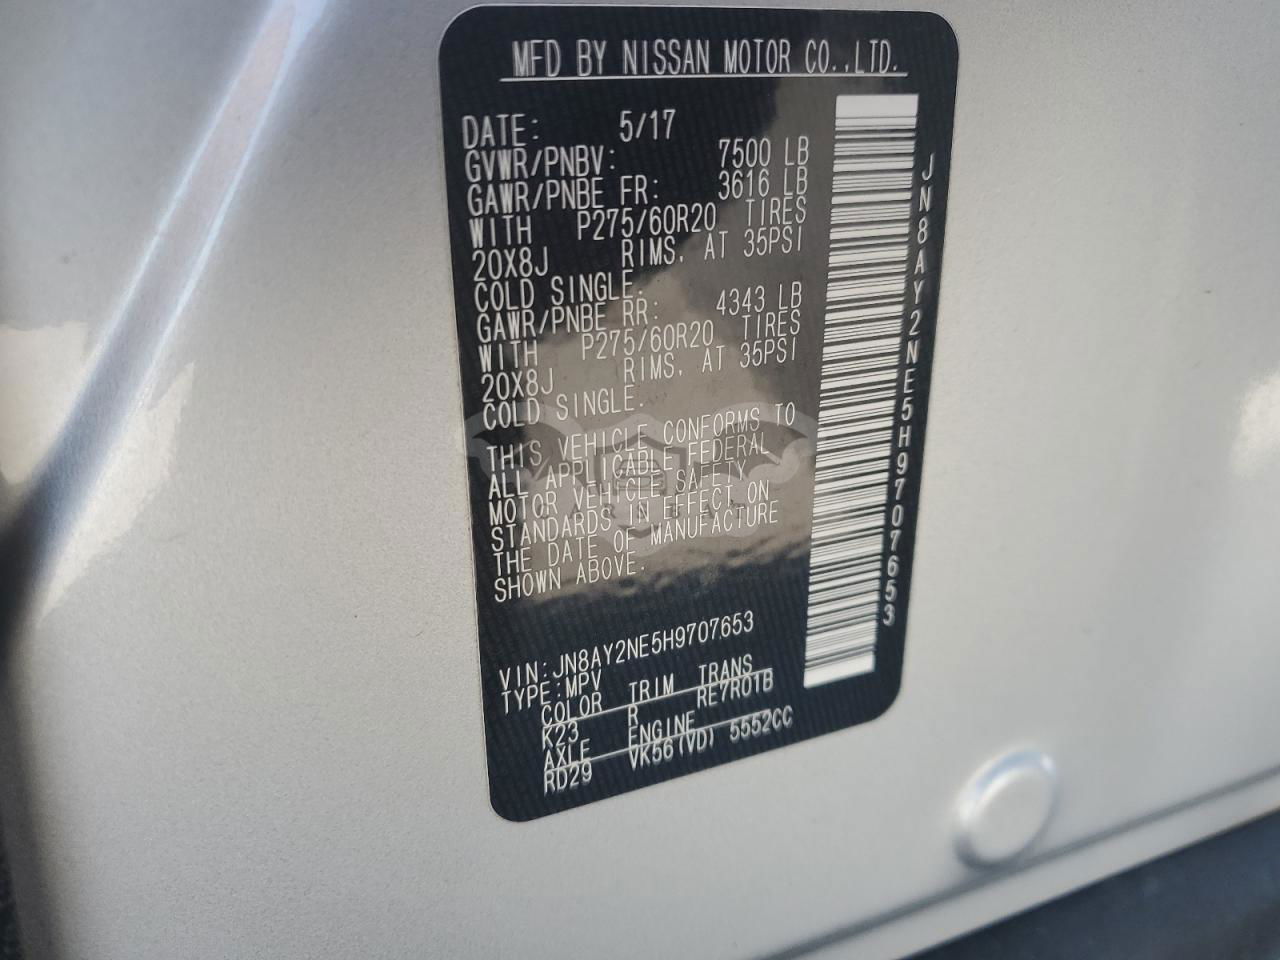 MFD BY NISSAN MOTOR CO.,LTD.
DATE: 5/17
GVWR/PNBV: 7500 LB
GAWR/PNBE FR: 3616 LB
WITH P275/60R20 TIRES
20X8J RIMS, AT 35PSI
COLD SINGLE.
GAWR/PNBE RR: 4343 LB
WITH P275/60R20 TIRES
20X8J RIMS, AT 35PSI
COLD SINGLE.
THIS VEHICLE CONFORMS TO
ALL APPLICABLE FEDERAL
MOTOR VEHICLE SAFETY
STANDARDS IN EFFECT ON
THE DATE OF MANUFACTURE
SHOWN ABOVE.
VIN:JN8AY2NE5H9707653
TYPE:MPV
COLOR TRIM TRANS
K23 R RE7R01B
AXLE ENGINE
RD29 VK56(VD) 5552CC
JN8AY2NE5H9707653